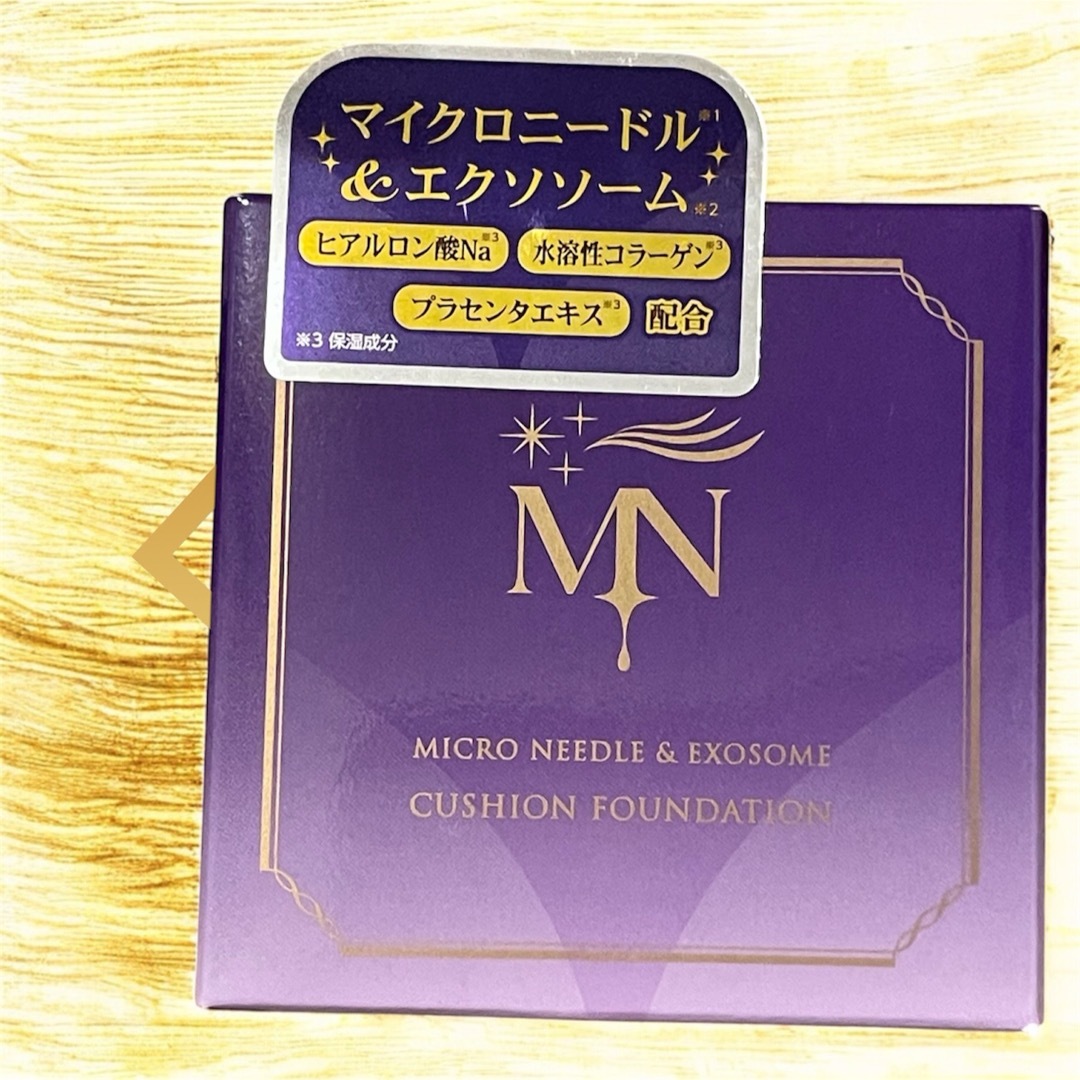 マイクロニードル※1
&エクソソーム※2
ヒアルロン酸Na※3 水溶性コラーゲン※3
プラセンタエキス※3 配合
※3 保湿成分
MN
MICRO NEEDLE & EXOSOME
CUSHION FOUNDATION